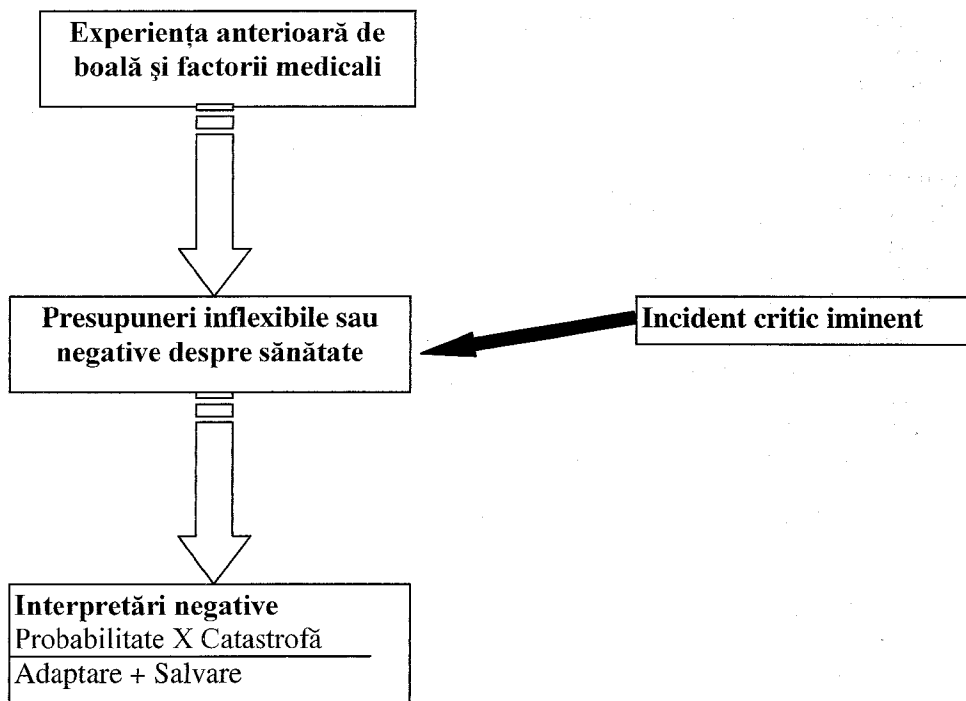 Experiența anterioară de
boală şi factorii medicali
Presupuneri inflexibile sau
negative despre sănătate
Incident critic iminent
Interpretări negative
Probabilitate X Catastrofă
Adaptare + Salvare